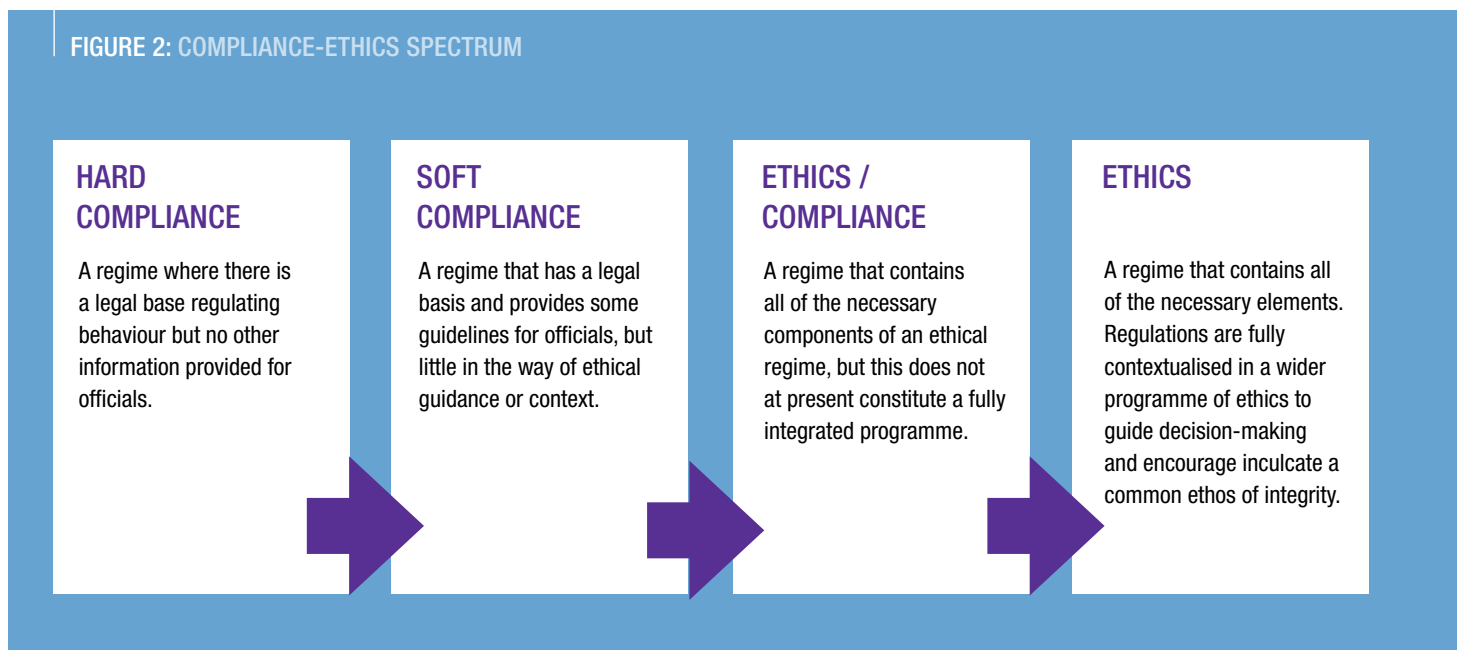 FIGURE 2: COMPLIANCE-ETHICS SPECTRUM
HARD
COMPLIANCE
A regime where there is
a legal base regulating
behaviour but no other
information provided for
officials.
SOFT
COMPLIANCE
A regime that has a legal
basis and provides some
guidelines for officials, but
little in the way of ethical
guidance or context.
ETHICS /
COMPLIANCE
A regime that contains
all of the necessary
components of an ethical
regime, but this does not
at present constitute a fully
integrated programme.
ETHICS
A regime that contains all
of the necessary elements.
Regulations are fully
contextualised in a wider
programme of ethics to
guide decision-making
and encourage inculcate a
common ethos of integrity.